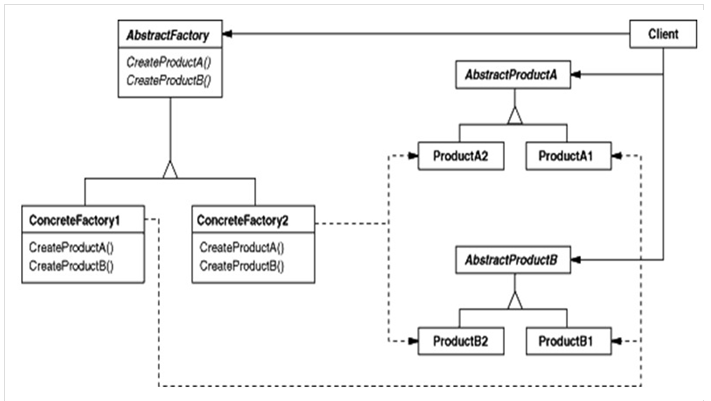 AbstractFactory
CreateProductA()
CreateProductB()
Client
AbstractProductA
ProductA2
ProductA1
ConcreteFactory1
CreateProductA()
CreateProductB()
ConcreteFactory2
CreateProductA()
CreateProductB()
AbstractProductB
ProductB2
ProductB1